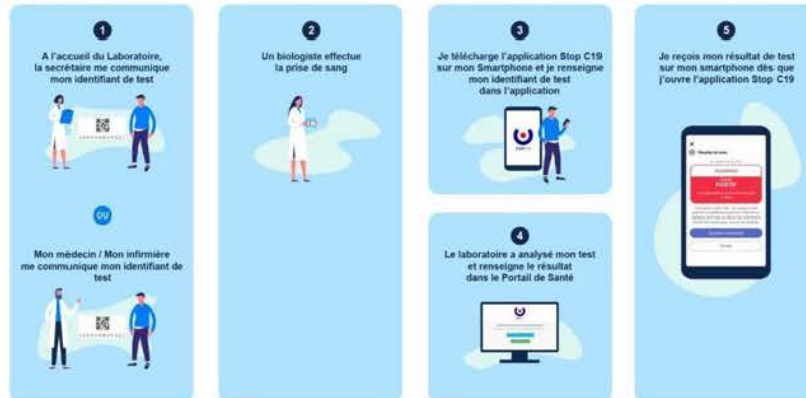 1
A l'accueil du Laboratoire,
la secrétaire me communique
mon identifiant de test
OU
Mon médecin / Mon infirmière
me communique mon identifiant de
test
2
Un biologiste effectue
la prise de sang
3
Je télécharge l'application Stop C19
sur mon Smartphone et je renseigne
mon identifiant de test
dans l'application
4
Le laboratoire a analysé mon test
et renseigne le résultat
dans le Portail de Santé
5
Je reçois mon résultat de test
sur mon smartphone dès que
j'ouvre l'application Stop C19